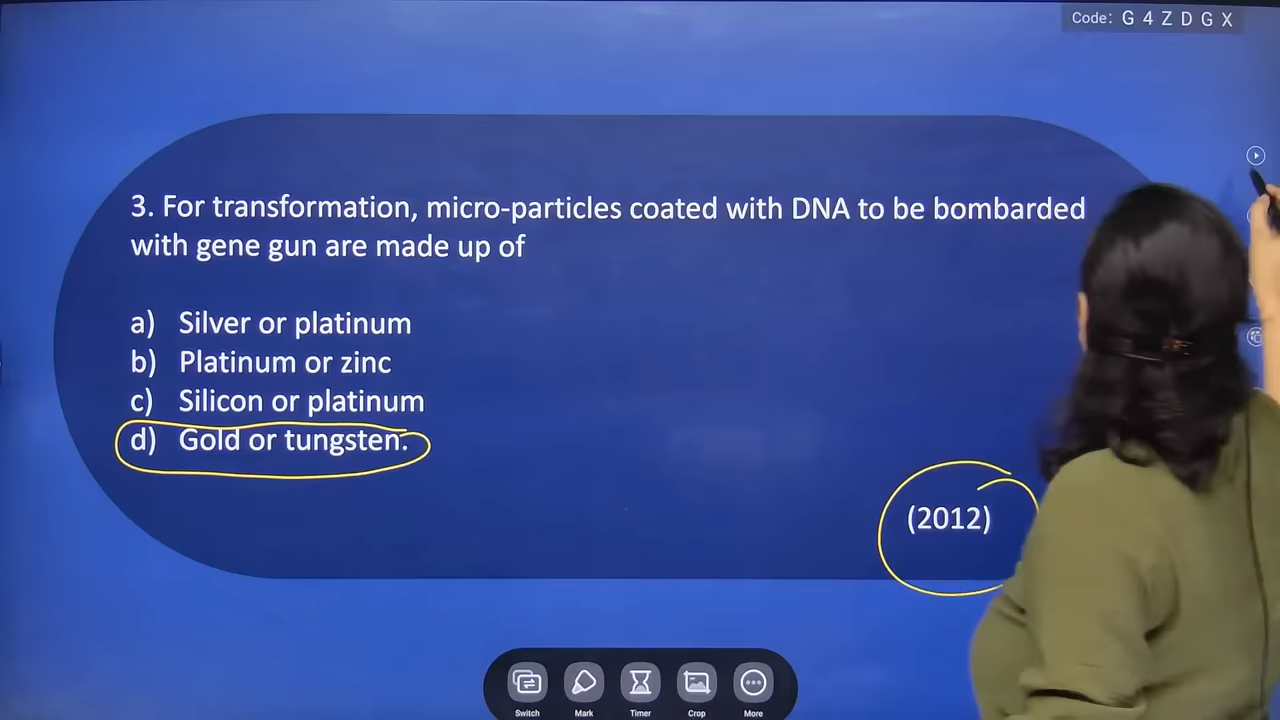 Code: G 4 Z D G X
3. For transformation, micro-particles coated with DNA to be bombarded
with gene gun are made up of
a) Silver or platinum
b) Platinum or zinc
c) Silicon or platinum
d) Gold or tungsten.
(2012)
Switch Mark Timer Crop More